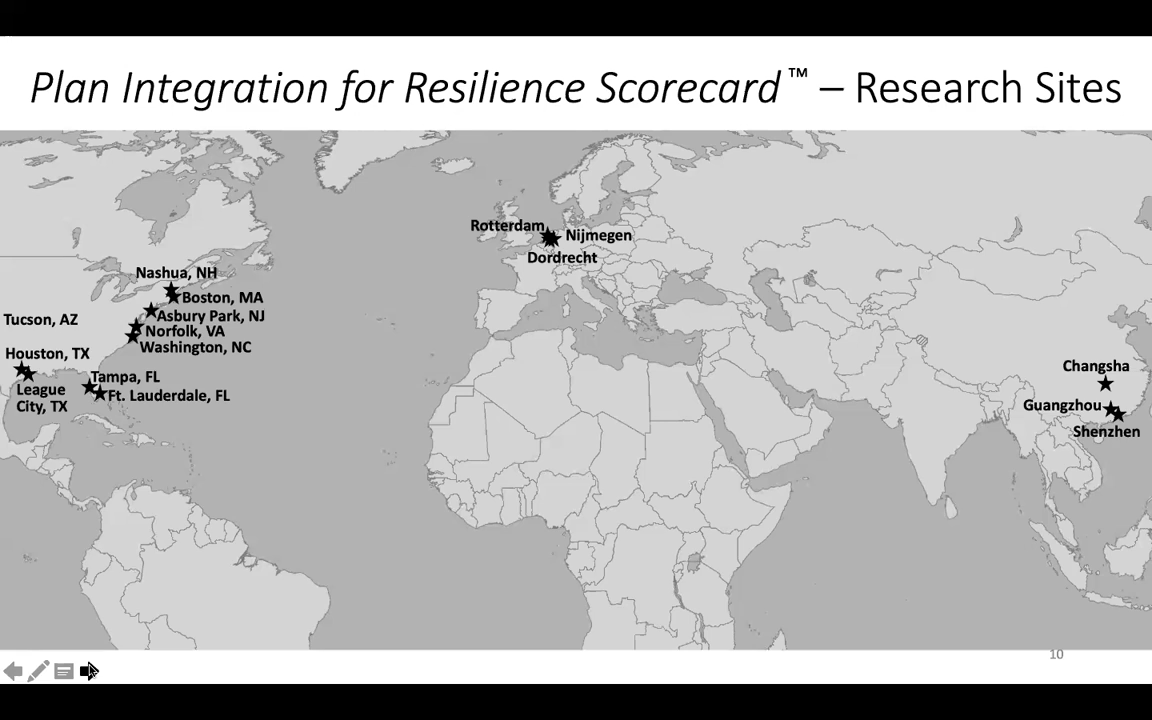 Plan Integration for Resilience Scorecard™ – Research Sites
Rotterdam
Nijmegen
Dordrecht
Nashua, NH
Boston, MA
Asbury Park, NJ
Tucson, AZ
Norfolk, VA
Washington, NC
Houston, TX
Tampa, FL
League
City, TX
Ft. Lauderdale, FL
Changsha
Guangzhou
Shenzhen
10